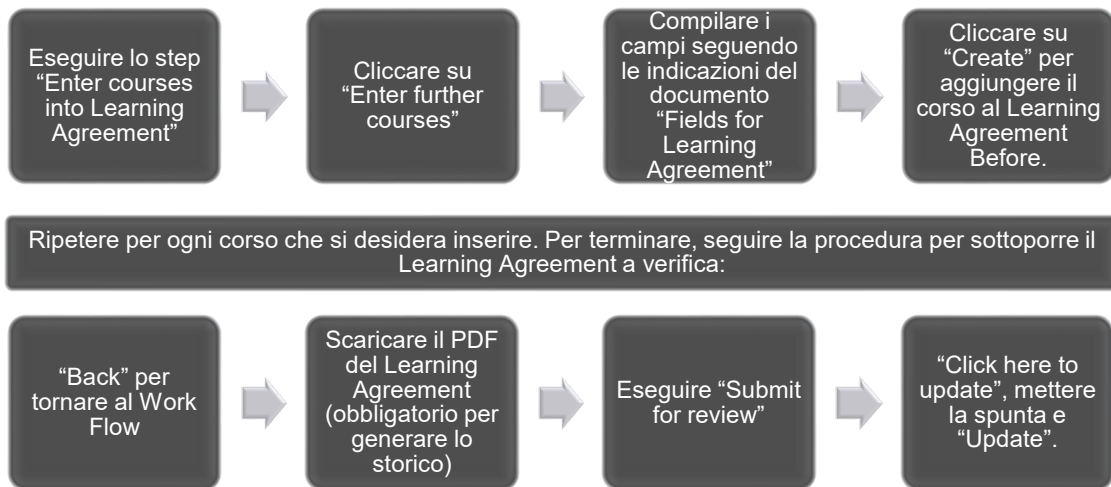 Eseguire lo step
“Enter courses
into Learning
Agreement”
Cliccare su
“Enter further
courses”
Compilare i
campi seguendo
le indicazioni del
documento
“Fields for
Learning
Agreement”
Cliccare su
“Create” per
aggiungere il
corso al Learning
Agreement
Before.
Ripetere per ogni corso che si desidera inserire. Per terminare, seguire la procedura per sottoporre il
Learning Agreement a verifica:
“Back” per
tornare al Work
Flow
Scaricare il PDF
del Learning
Agreement
(obbligatorio per
generare lo
storico)
Eseguire “Submit
for review”
“Click here to
update”, mettere
la spunta e
“Update”.